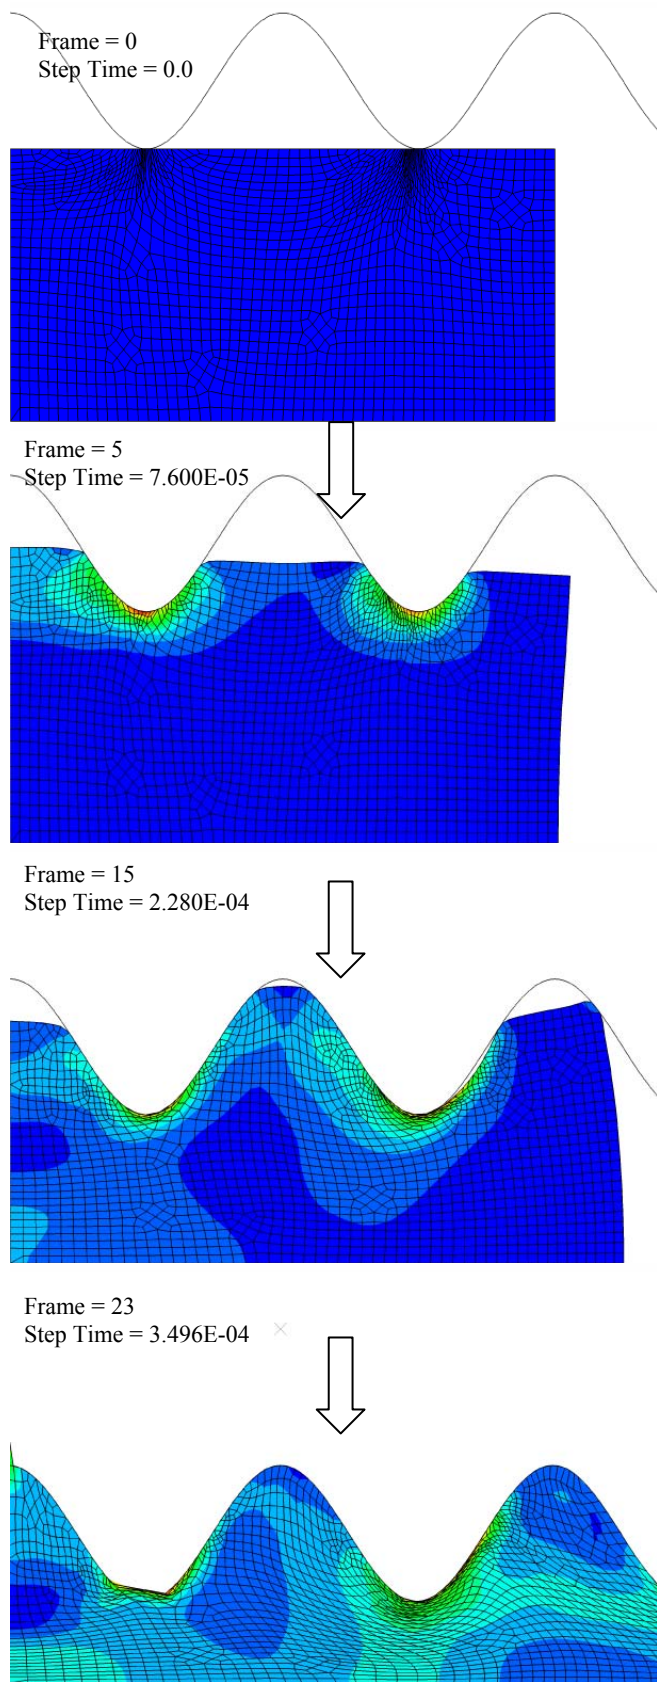 Frame = 0
Step Time = 0.0
Frame = 5
Step Time = 7.600E-05
Frame = 15
Step Time = 2.280E-04
Frame = 23
Step Time = 3.496E-04